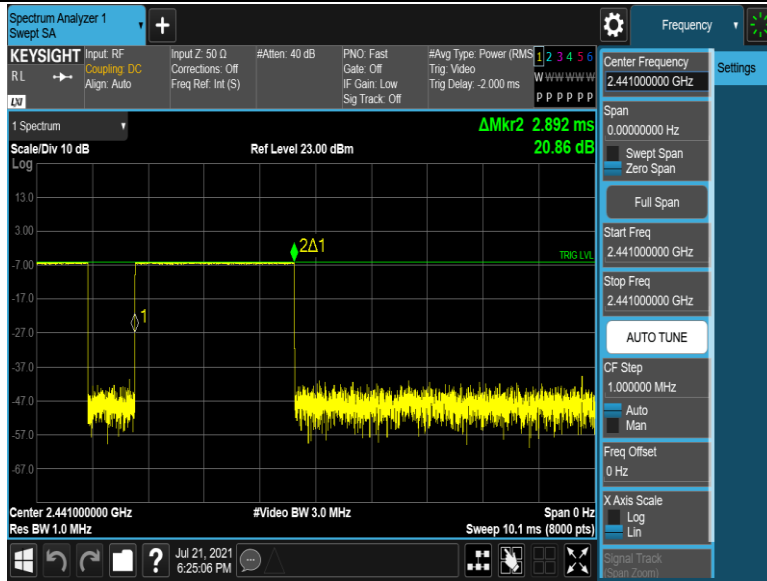 Spectrum Analyzer 1
Swept SA
+
Frequency
KEYSIGHT
RL
LXI
Input: RF
Coupling: DC
Align: Auto
Input Z: 50 Ω
Corrections: Off
Freq Ref: Int (S)
#Atten: 40 dB
PNO: Fast
Gate: Off
IF Gain: Low
Sig Track: Off
#Avg Type: Power (RMS
Trig: Video
Trig Delay: -2.000 ms
1 2 3 4 5 6
W W W W W W
P P P P P P
1 Spectrum
Scale/Div 10 dB
Log
Ref Level 23.00 dBm
ΔMkr2 2.892 ms
20.86 dB
13.0
3.00
-7.00
-17.0
-27.0
-37.0
-47.0
-57.0
-67.0
2Δ1
TRIG LVL
1
Center 2.441000000 GHz
#Video BW 3.0 MHz
Span 0 Hz
Res BW 1.0 MHz
Sweep 10.1 ms (8000 pts)
?
Jul 21, 2021
6:25:06 PM
Center Frequency
2.441000000 GHz
Span
0.00000000 Hz
Swept Span
Zero Span
Full Span
Start Freq
2.441000000 GHz
Stop Freq
2.441000000 GHz
AUTO TUNE
CF Step
1.000000 MHz
Auto
Man
Freq Offset
0 Hz
X Axis Scale
Log
Lin
Signal Track
(Span Zoom)
Settings